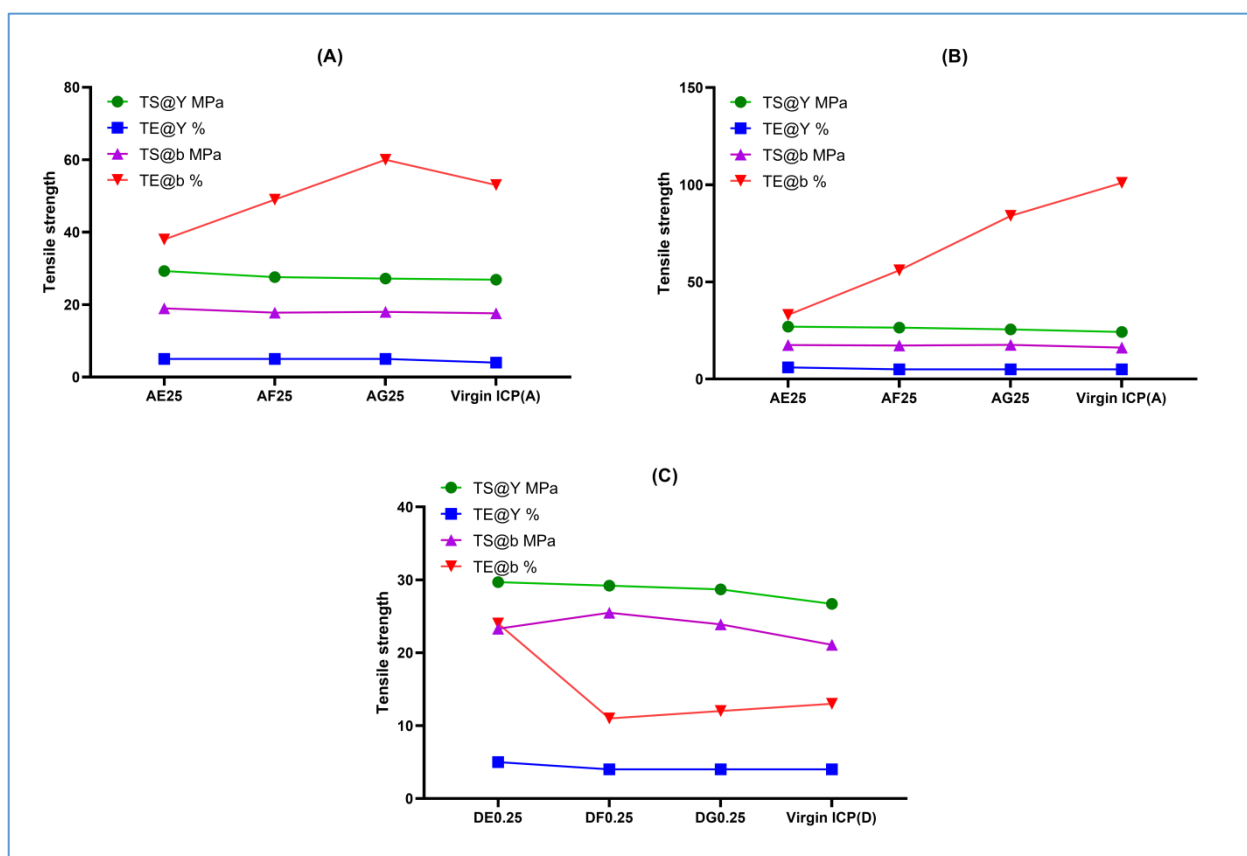 (A)
80
60
40
20
0
Tensile strength
TS@Y MPa
TE@Y %
TS@b MPa
TE@b %
AE25 AF25 AG25 Virgin ICP(A)
(B)
150
100
50
0
Tensile strength
TS@Y MPa
TE@Y %
TS@b MPa
TE@b %
AE25 AF25 AG25 Virgin ICP(A)
(C)
40
30
20
10
0
Tensile strength
TS@Y MPa
TE@Y %
TS@b MPa
TE@b %
DE0.25 DF0.25 DG0.25 Virgin ICP(D)